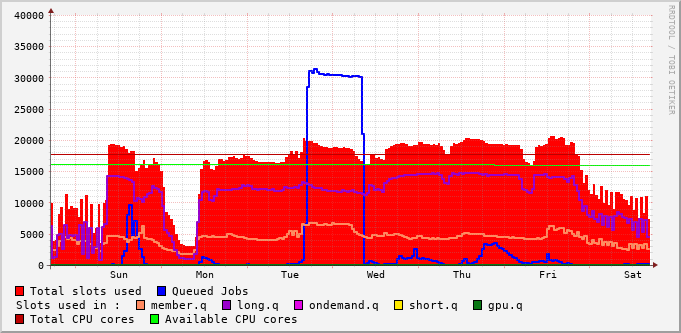 RRDTOOL / TOBI OETIKER
40000
35000
30000
25000
20000
15000
10000
5000
0
Sun Mon Tue Wed Thu Fri Sat
Total slots used Queued Jobs
Slots used in : member.q long.q ondemand.q short.q gpu.q
Total CPU cores Available CPU cores